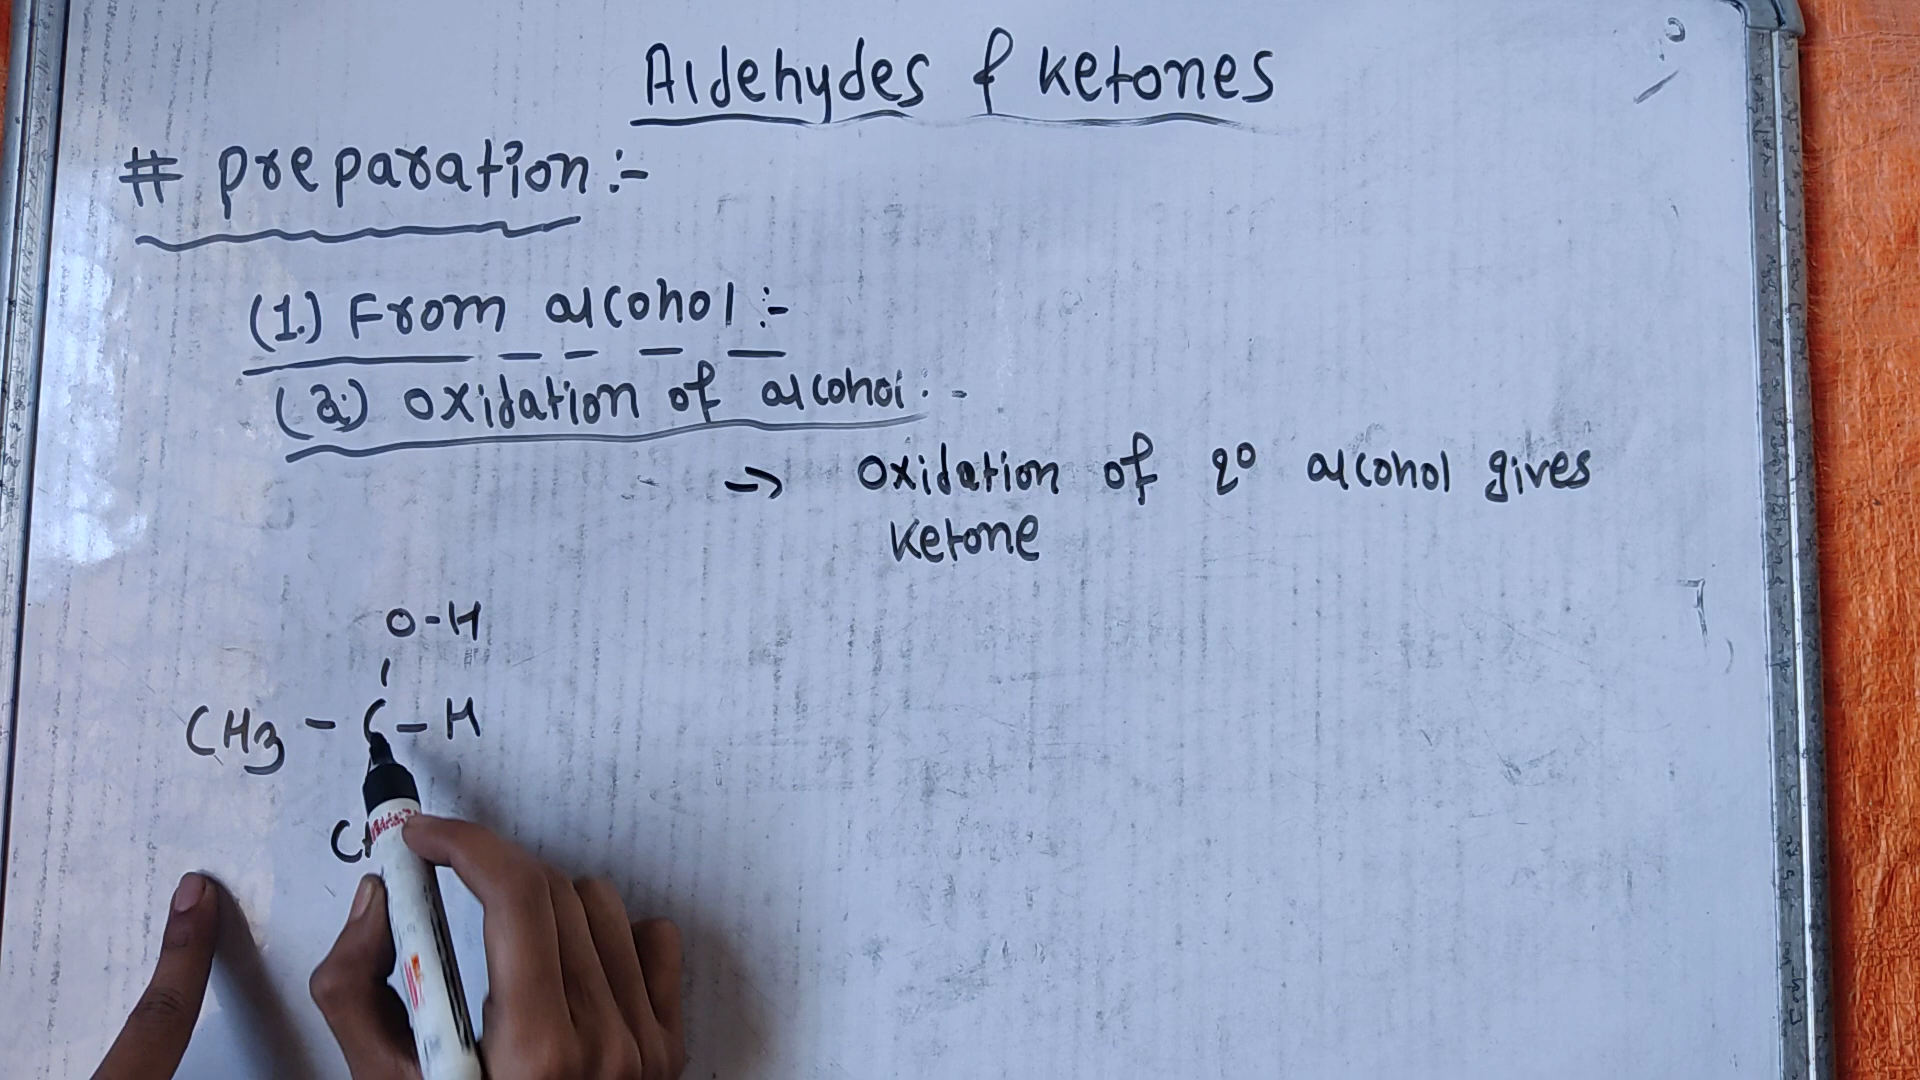 Aldehydes & Ketones
# preparation :-
(1.) From alcohol :-
(a.) oxidation of alcohol :-
→ Oxidation of 2° alcohol gives
Ketone
O-H
CH3 - C - H